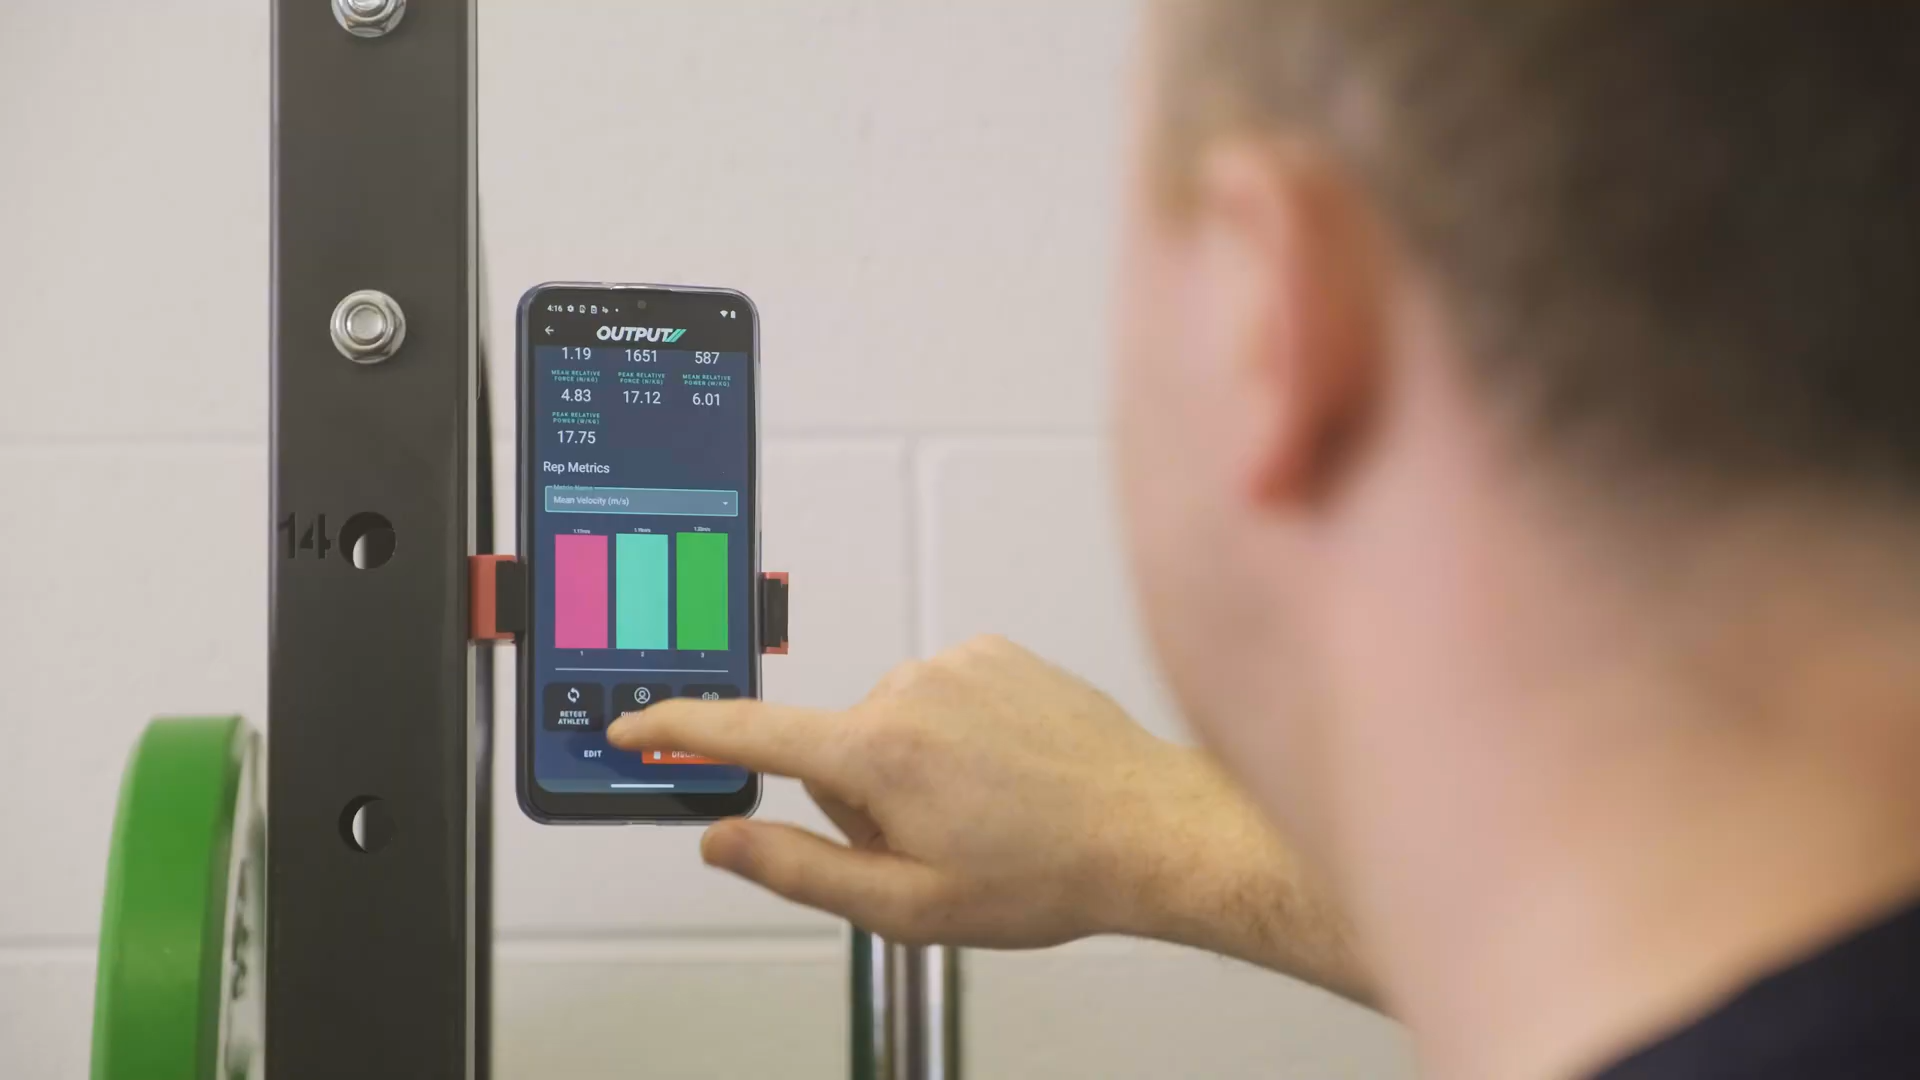 4:16
OUTPUT
1.19 1651 587
MEAN RELATIVE FORCE (N/KG) PEAK RELATIVE FORCE (N/KG) MEAN RELATIVE POWER (W/KG)
4.83 17.12 6.01
PEAK RELATIVE POWER (W/KG)
17.75
Rep Metrics
Metric Name
Mean Velocity (m/s)
1 2 3
RETEST
ATHLETE
EDIT
14